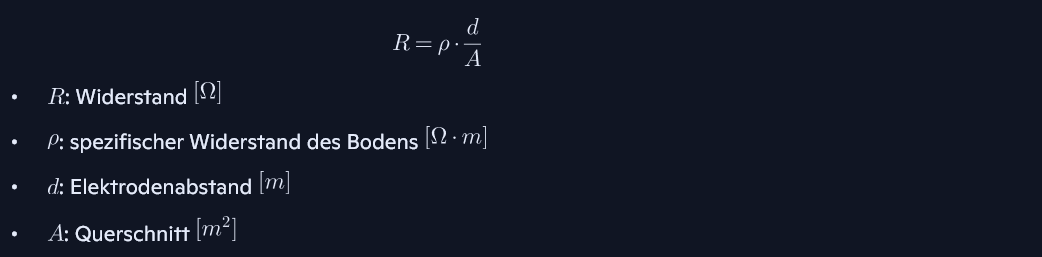 R = ρ · d/A
• R: Widerstand [Ω]
• ρ: spezifischer Widerstand des Bodens [Ω · m]
• d: Elektrodenabstand [m]
• A: Querschnitt [m²]